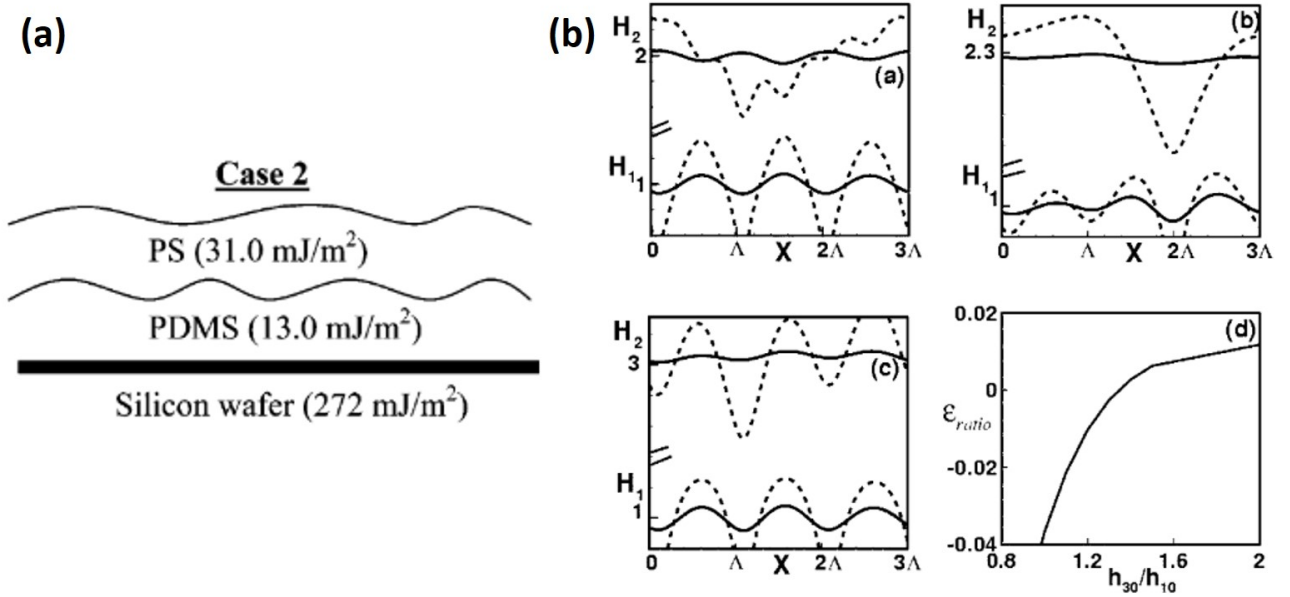 (a)
Case 2
PS (31.0 mJ/m²)
PDMS (13.0 mJ/m²)
Silicon wafer (272 mJ/m²)
(b)
H₂
2
H₁ 1
(a)
0 Λ X 2Λ 3Λ
H₂
2.3
H₁ 1
(b)
0 Λ X 2Λ 3Λ
H₂
3
H₁
1
(c)
0 Λ X 2Λ 3Λ
0.02
0
-0.02
-0.04
εratio
(d)
0.8 1.2 1.6 2
h₃₀/h₁₀